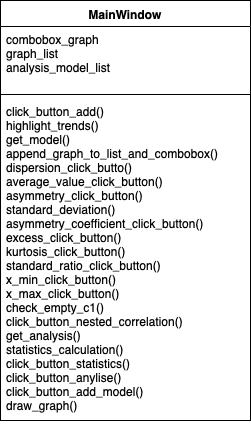 MainWindow
combobox_graph
graph_list
analysis_model_list
click_button_add()
highlight_trends()
get_model()
append_graph_to_list_and_combobox()
dispersion_click_butto()
average_value_click_button()
asymmetry_click_button()
standard_deviation()
asymmetry_coefficient_click_button()
excess_click_button()
kurtosis_click_button()
standard_ratio_click_button()
x_min_click_button()
x_max_click_button()
check_empty_c1()
click_button_nested_correlation()
get_analysis()
statistics_calculation()
click_button_statistics()
click_button_anylise()
click_button_add_model()
draw_graph()